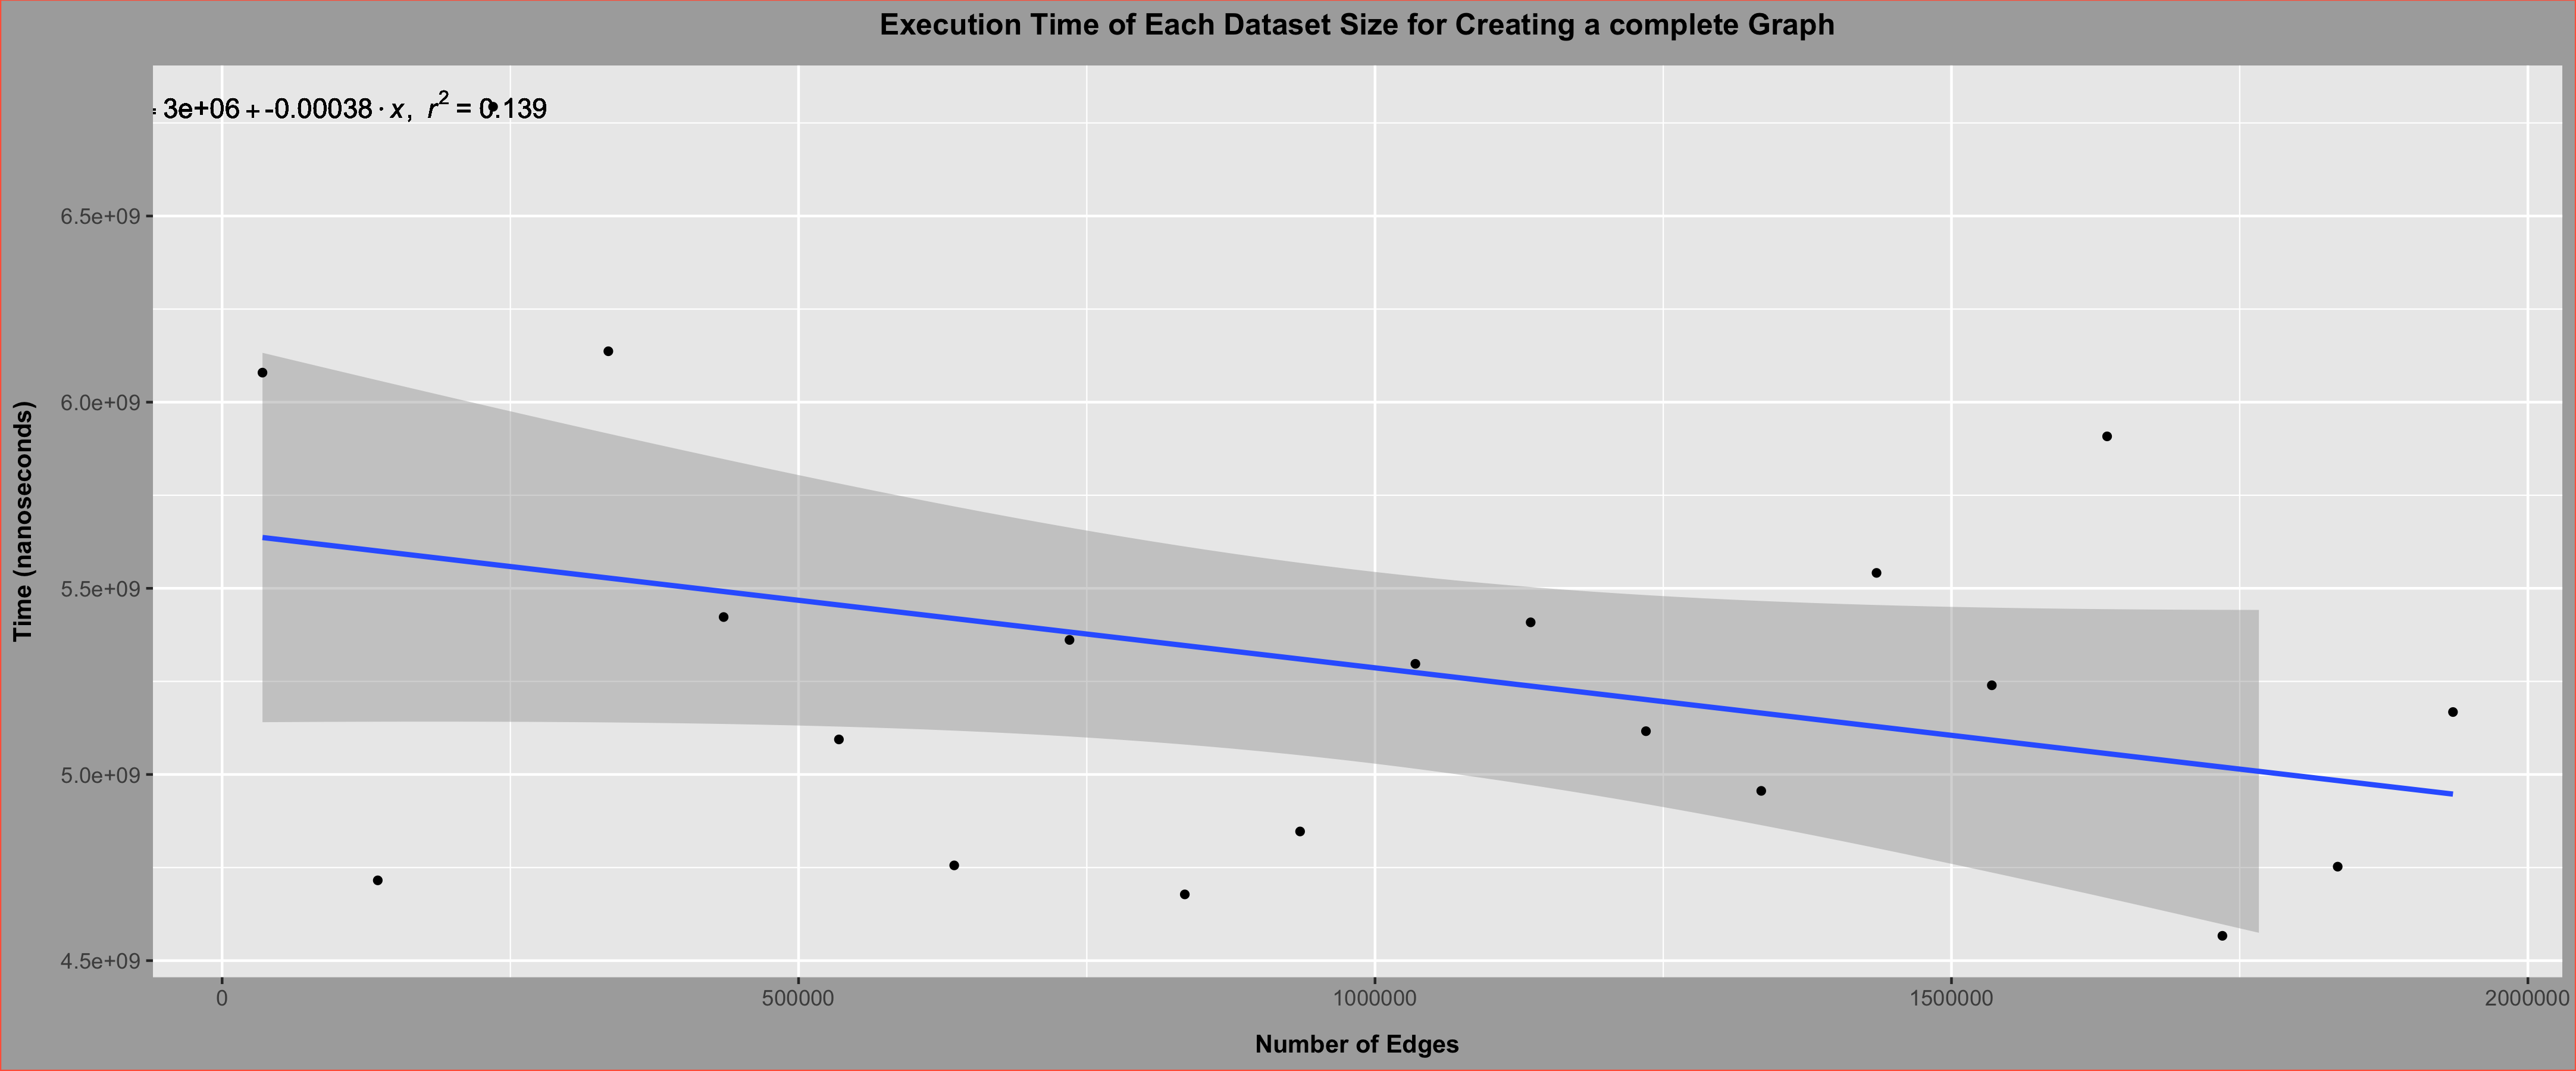 Execution Time of Each Dataset Size for Creating a complete Graph
= 3e+06 + -0.00038 · x, r² = 0.139
6.5e+09
6.0e+09
5.5e+09
5.0e+09
4.5e+09
Time (nanoseconds)
0 500000 1000000 1500000 2000000
Number of Edges